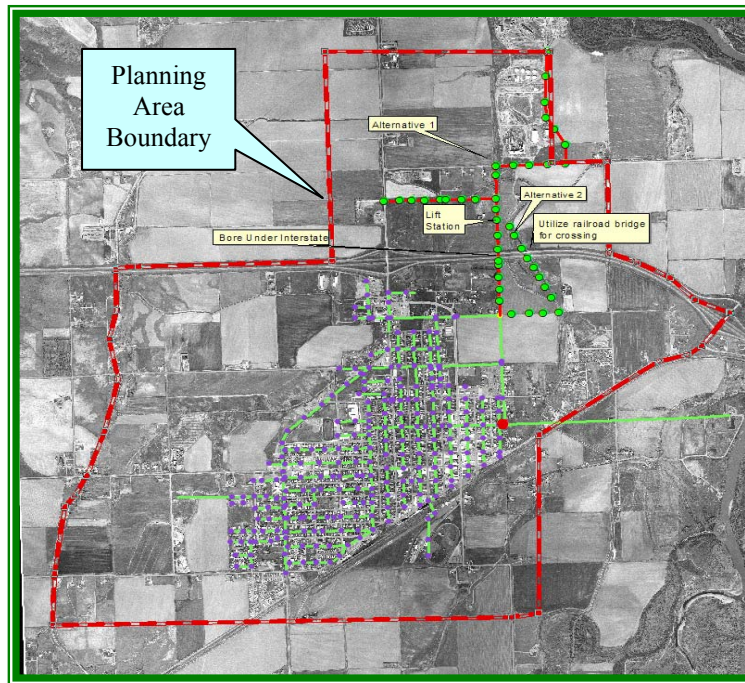 Planning
Area
Boundary
Alternative 1
Alternative 2
Lift
Station
Utilize railroad bridge
for crossing
Bore Under Interstate